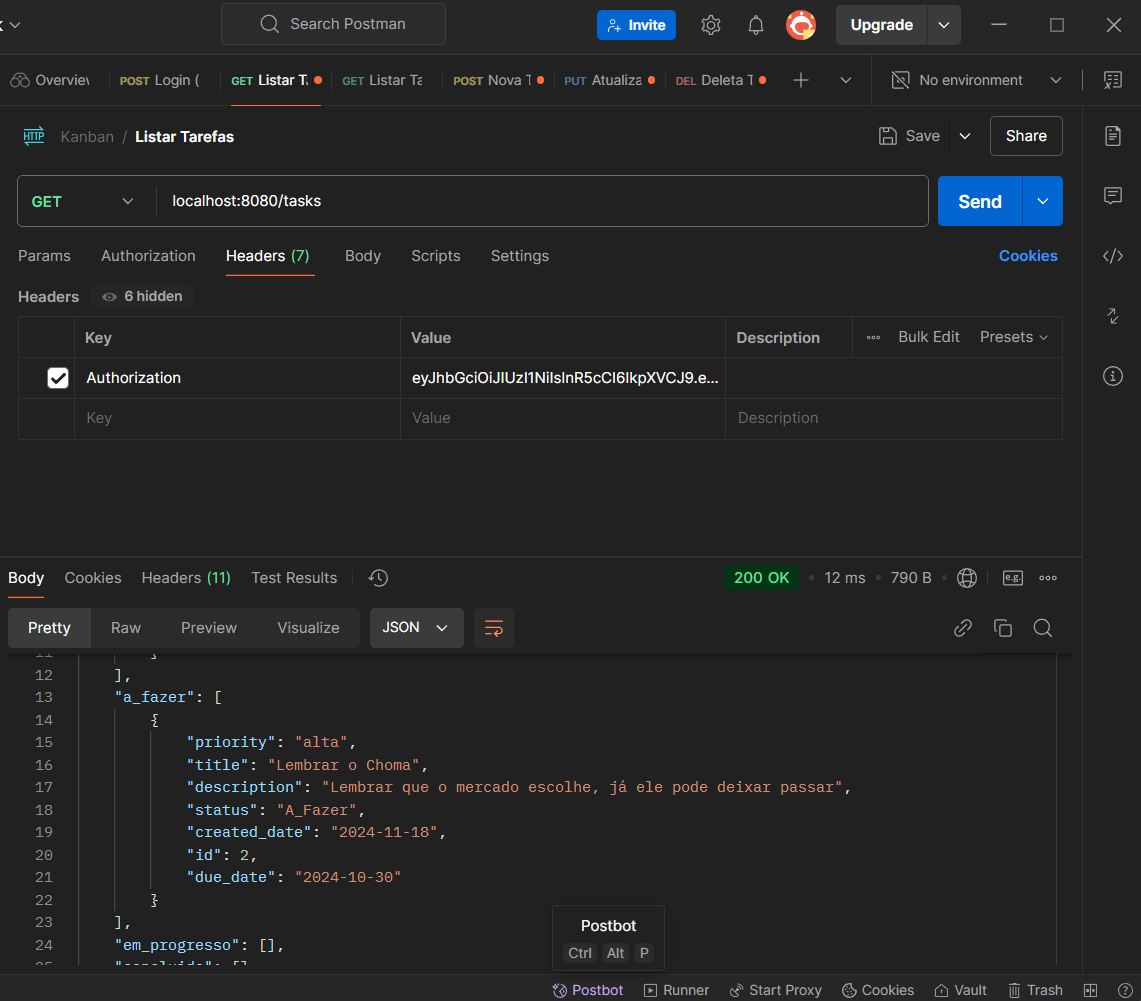 Search Postman
Invite
Upgrade
Overview
POST Login (
GET Listar T
GET Listar Ta
POST Nova T
PUT Atualiza
DEL Deleta T
No environment
HTTP Kanban / Listar Tarefas
Save
Share
GET
localhost:8080/tasks
Send
Params Authorization Headers (7) Body Scripts Settings
Cookies
Headers 6 hidden
Key Value Description Bulk Edit Presets
Authorization eyJhbGciOiJIUzI1NiIsInR5cCI6IkpXVCJ9.e...
Key Value Description
Body Cookies Headers (11) Test Results
200 OK 12 ms 790 B e.g.
Pretty Raw Preview Visualize JSON
11 }
12 ],
13 "a_fazer": [
14 {
15 "priority": "alta",
16 "title": "Lembrar o Choma",
17 "description": "Lembrar que o mercado escolhe, já ele pode deixar passar",
18 "status": "A_Fazer",
19 "created_date": "2024-11-18",
20 "id": 2,
21 "due_date": "2024-10-30"
22 }
23 ],
24 "em_progresso": [],
Postbot
Ctrl Alt P
Postbot Runner Start Proxy Cookies Vault Trash